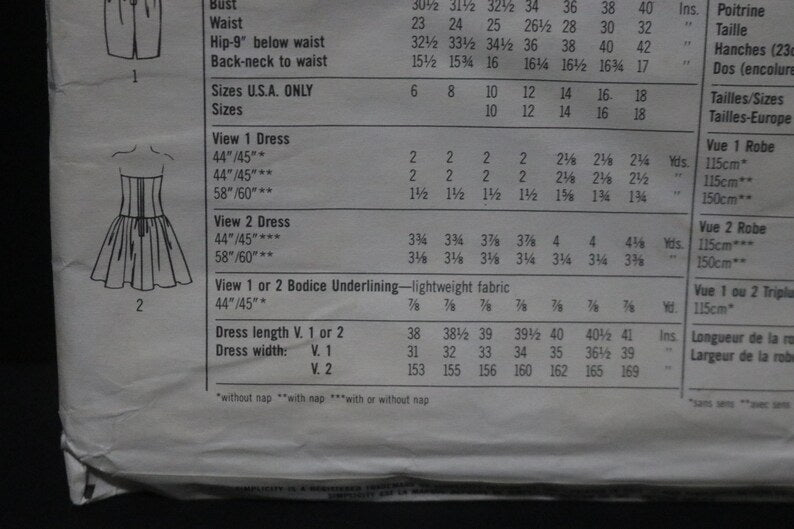 Bust 30½ 31½ 32½ 34 36 38 40 Ins.
Waist 23 24 25 26½ 28 30 32 "
Hip-9" below waist 32½ 33½ 34½ 36 38 40 42 "
Back-neck to waist 15½ 15¾ 16 16¼ 16½ 16¾ 17 "
Sizes U.S.A. ONLY 6 8 10 12 14 16 18
Sizes 10 12 14 16 18
View 1 Dress
44"/45"* 2 2 2 2 2⅛ 2⅛ 2¼ Yds.
44"/45"** 2 2 2 2 2⅛ 2⅛ 2½ "
58"/60"** 1½ 1½ 1½ 1½ 1⅝ 1¾ 1¾ "
View 2 Dress
44"/45"*** 3¾ 3¾ 3⅞ 3⅞ 4 4 4⅛ Yds.
58"/60"** 3⅛ 3⅛ 3⅛ 3¼ 3¼ 3¼ 3⅜ "
View 1 or 2 Bodice Underlining—lightweight fabric
44"/45"* ⅞ ⅞ ⅞ ⅞ ⅞ ⅞ ⅞ Yd.
Dress length V. 1 or 2 38 38½ 39 39½ 40 40½ 41 Ins.
Dress width: V. 1 31 32 33 34 35 36½ 39 "
V. 2 153 155 156 160 162 165 169 "
*without nap **with nap ***with or without nap
1
2
Poitrine
Taille
Hanches (23c
Dos (encolure
Tailles/Sizes
Tailles-Europe
Vue 1 Robe
115cm*
115cm**
150cm**
Vue 2 Robe
115cm***
150cm**
Vue 1 ou 2 Triplu
115cm*
Longueur de la ro
Largeur de la rob
*sans sens **avec sens
SIMPLICITY IS A REGISTERED TRADEMARK
SIMPLICITY EST LA